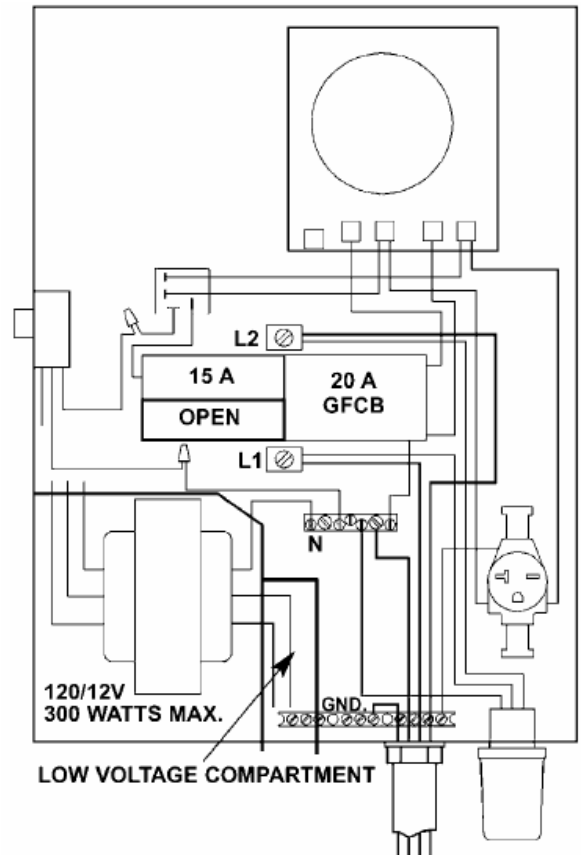 L2
15 A
20 A
GFCB
OPEN
L1
N
120/12V
300 WATTS MAX.
GND.
LOW VOLTAGE COMPARTMENT